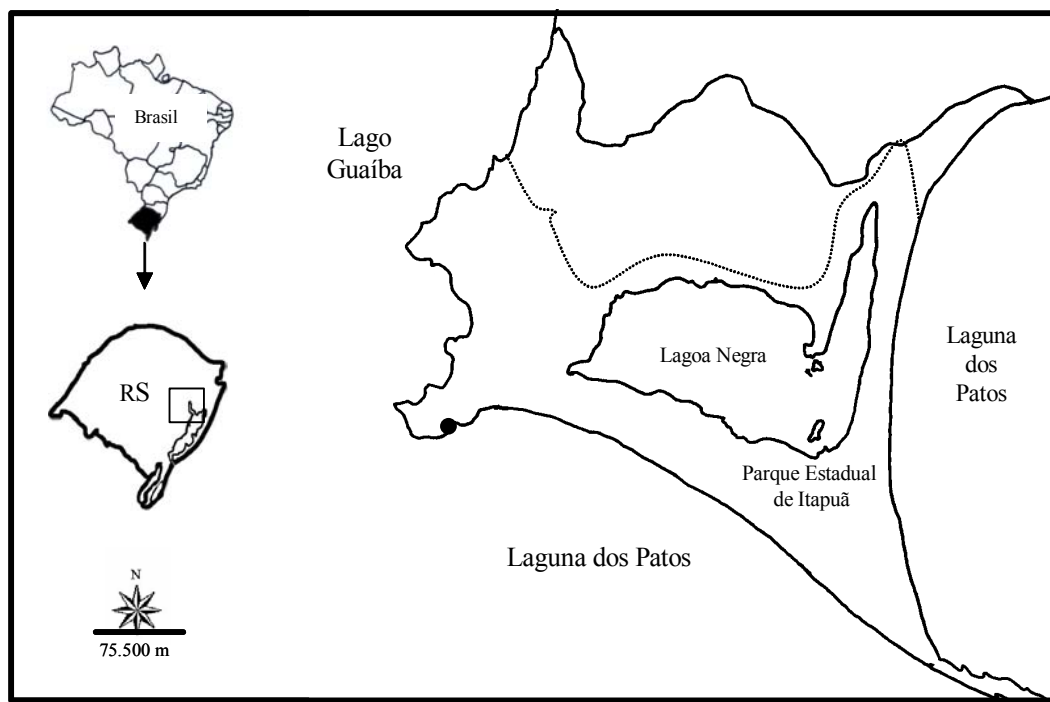 Brasil
RS
N
75.500 m
Lago
Guaíba
Lagoa Negra
Laguna
dos
Patos
Parque Estadual
de Itapuã
Laguna dos Patos